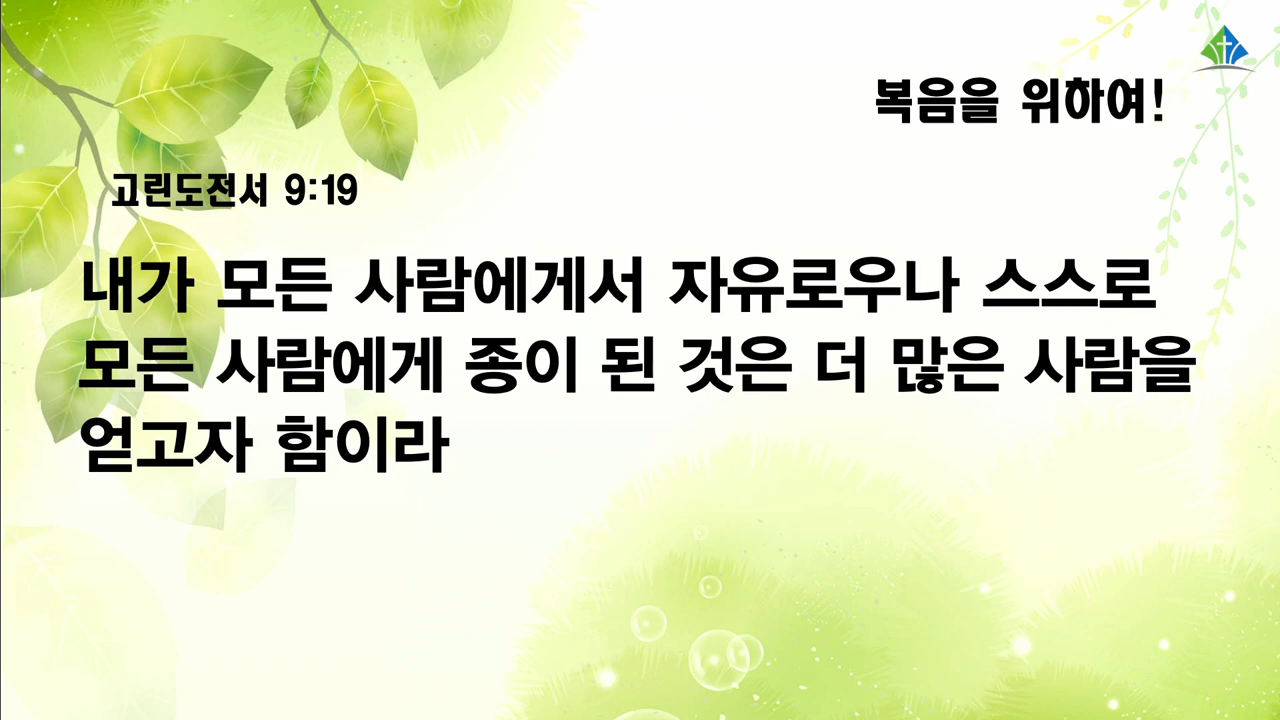 복음을 위하여!
고린도전서 9:19
내가 모든 사람에게서 자유로우나 스스로
모든 사람에게 종이 된 것은 더 많은 사람을
얻고자 함이라